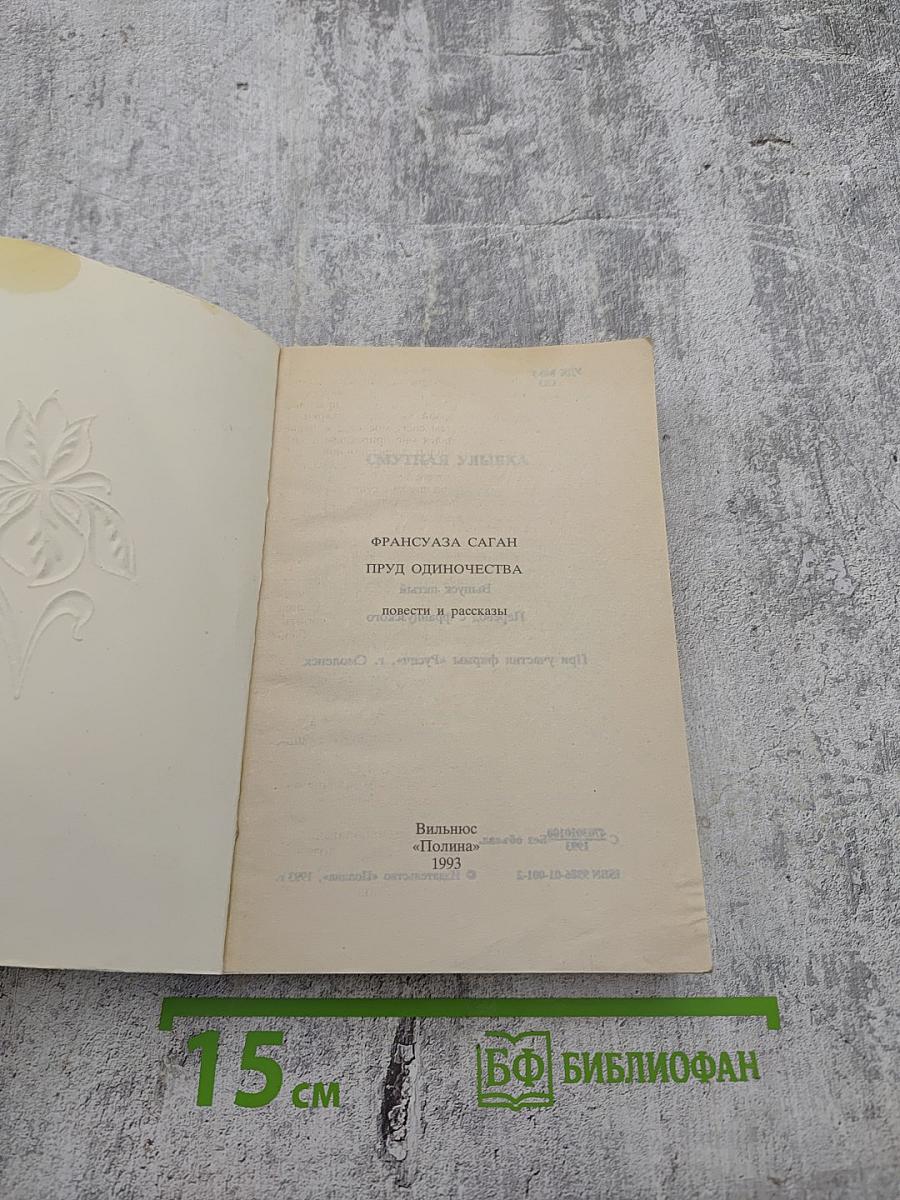 ФРАНСУАЗА САГАН
ПРУД ОДИНОЧЕСТВА
повести и рассказы
Вильнюс
«Полина»
1993
15 см
БФ БИБЛИОФАН